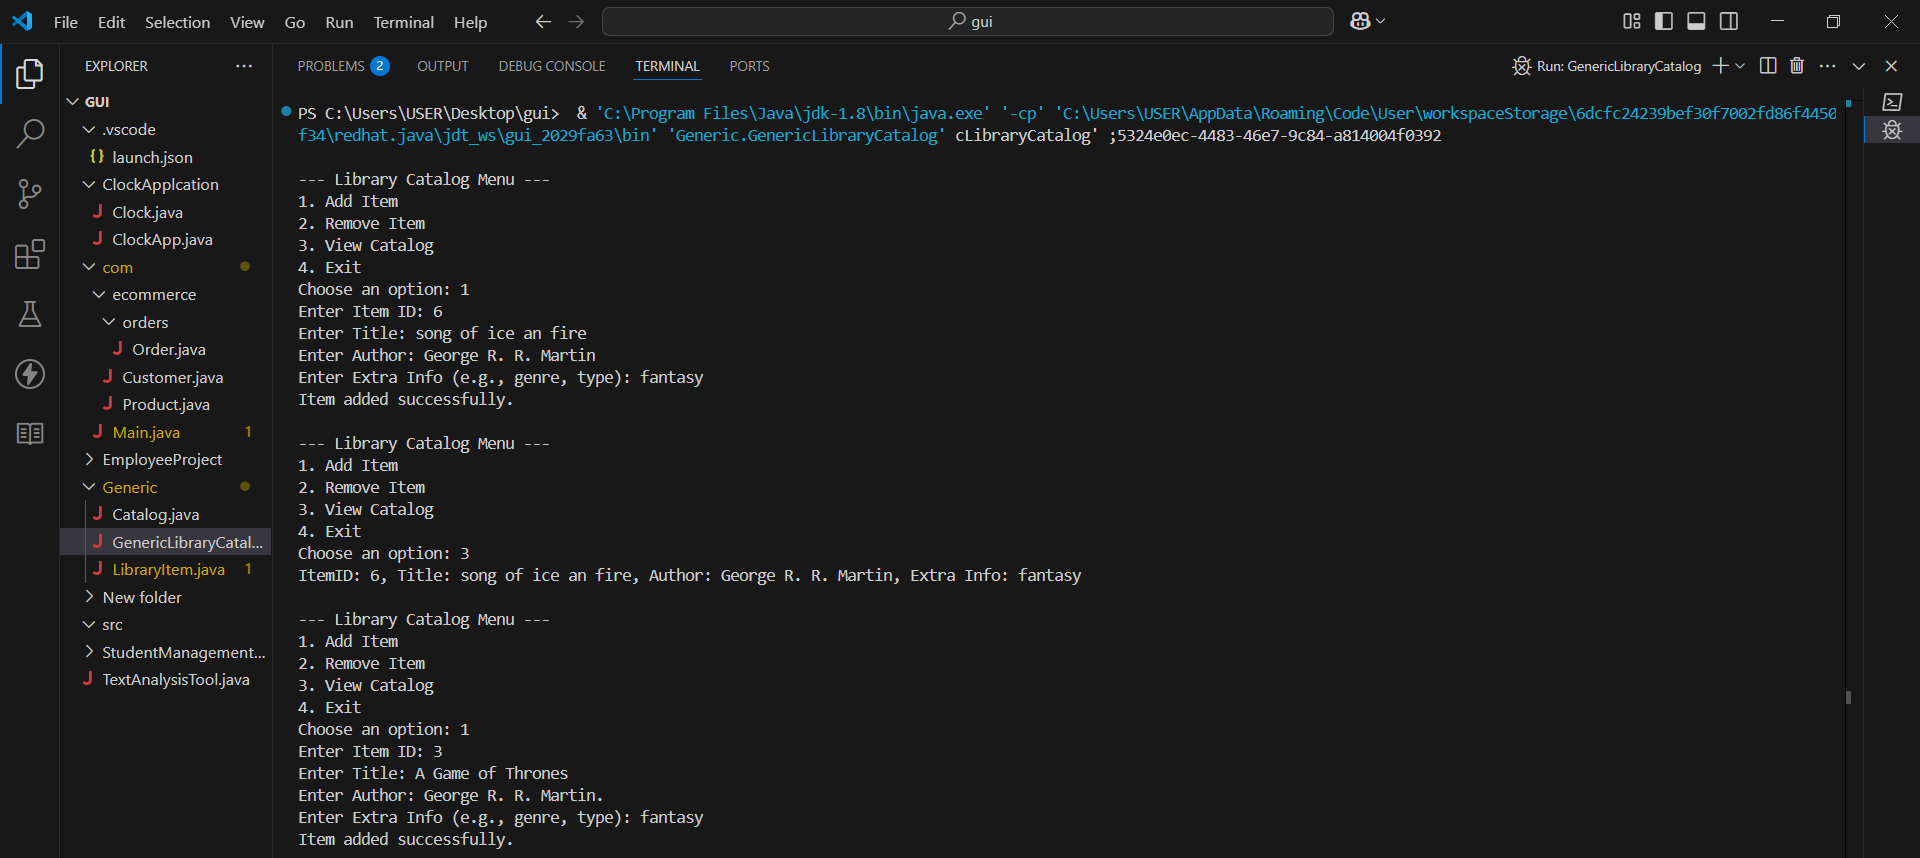 File Edit Selection View Go Run Terminal Help
gui
EXPLORER
GUI
.vscode
launch.json
ClockApplcation
Clock.java
ClockApp.java
com
ecommerce
orders
Order.java
Customer.java
Product.java
Main.java 1
EmployeeProject
Generic
Catalog.java
GenericLibraryCatal...
LibraryItem.java 1
New folder
src
StudentManagement...
TextAnalysisTool.java
PROBLEMS 2 OUTPUT DEBUG CONSOLE TERMINAL PORTS
Run: GenericLibraryCatalog
PS C:\Users\USER\Desktop\gui> & 'C:\Program Files\Java\jdk-1.8\bin\java.exe' '-cp' 'C:\Users\USER\AppData\Roaming\Code\User\workspaceStorage\6dcfc24239bef30f7002fd86f4450
f34\redhat.java\jdt_ws\gui_2029fa63\bin' 'Generic.GenericLibraryCatalog' cLibraryCatalog' ;5324e0ec-4483-46e7-9c84-a814004f0392
--- Library Catalog Menu ---
1. Add Item
2. Remove Item
3. View Catalog
4. Exit
Choose an option: 1
Enter Item ID: 6
Enter Title: song of ice an fire
Enter Author: George R. R. Martin
Enter Extra Info (e.g., genre, type): fantasy
Item added successfully.
--- Library Catalog Menu ---
1. Add Item
2. Remove Item
3. View Catalog
4. Exit
Choose an option: 3
ItemID: 6, Title: song of ice an fire, Author: George R. R. Martin, Extra Info: fantasy
--- Library Catalog Menu ---
1. Add Item
2. Remove Item
3. View Catalog
4. Exit
Choose an option: 1
Enter Item ID: 3
Enter Title: A Game of Thrones
Enter Author: George R. R. Martin.
Enter Extra Info (e.g., genre, type): fantasy
Item added successfully.